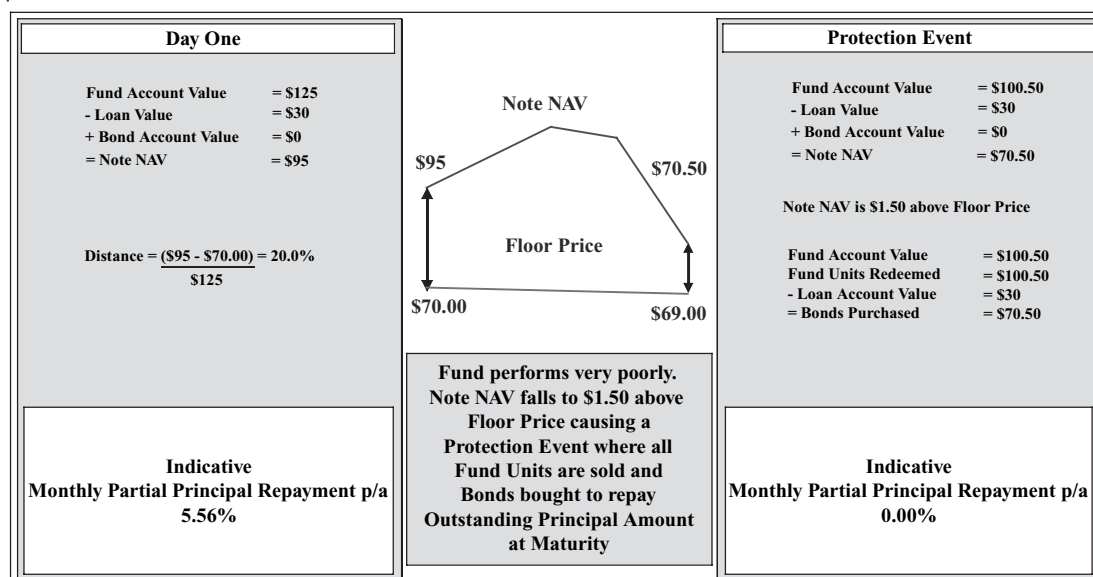 Day One
Fund Account Value = $125
- Loan Value = $30
+ Bond Account Value = $0
= Note NAV = $95
Distance = ($95 - $70.00) = 20.0%
$125
Indicative
Monthly Partial Principal Repayment p/a
5.56%
Note NAV
$95
$70.50
Floor Price
$70.00
$69.00
Fund performs very poorly.
Note NAV falls to $1.50 above
Floor Price causing a
Protection Event where all
Fund Units are sold and
Bonds bought to repay
Outstanding Principal Amount
at Maturity
Protection Event
Fund Account Value = $100.50
- Loan Value = $30
+ Bond Account Value = $0
= Note NAV = $70.50
Note NAV is $1.50 above Floor Price
Fund Account Value = $100.50
Fund Units Redeemed = $100.50
- Loan Account Value = $30
= Bonds Purchased = $70.50
Indicative
Monthly Partial Principal Repayment p/a
0.00%